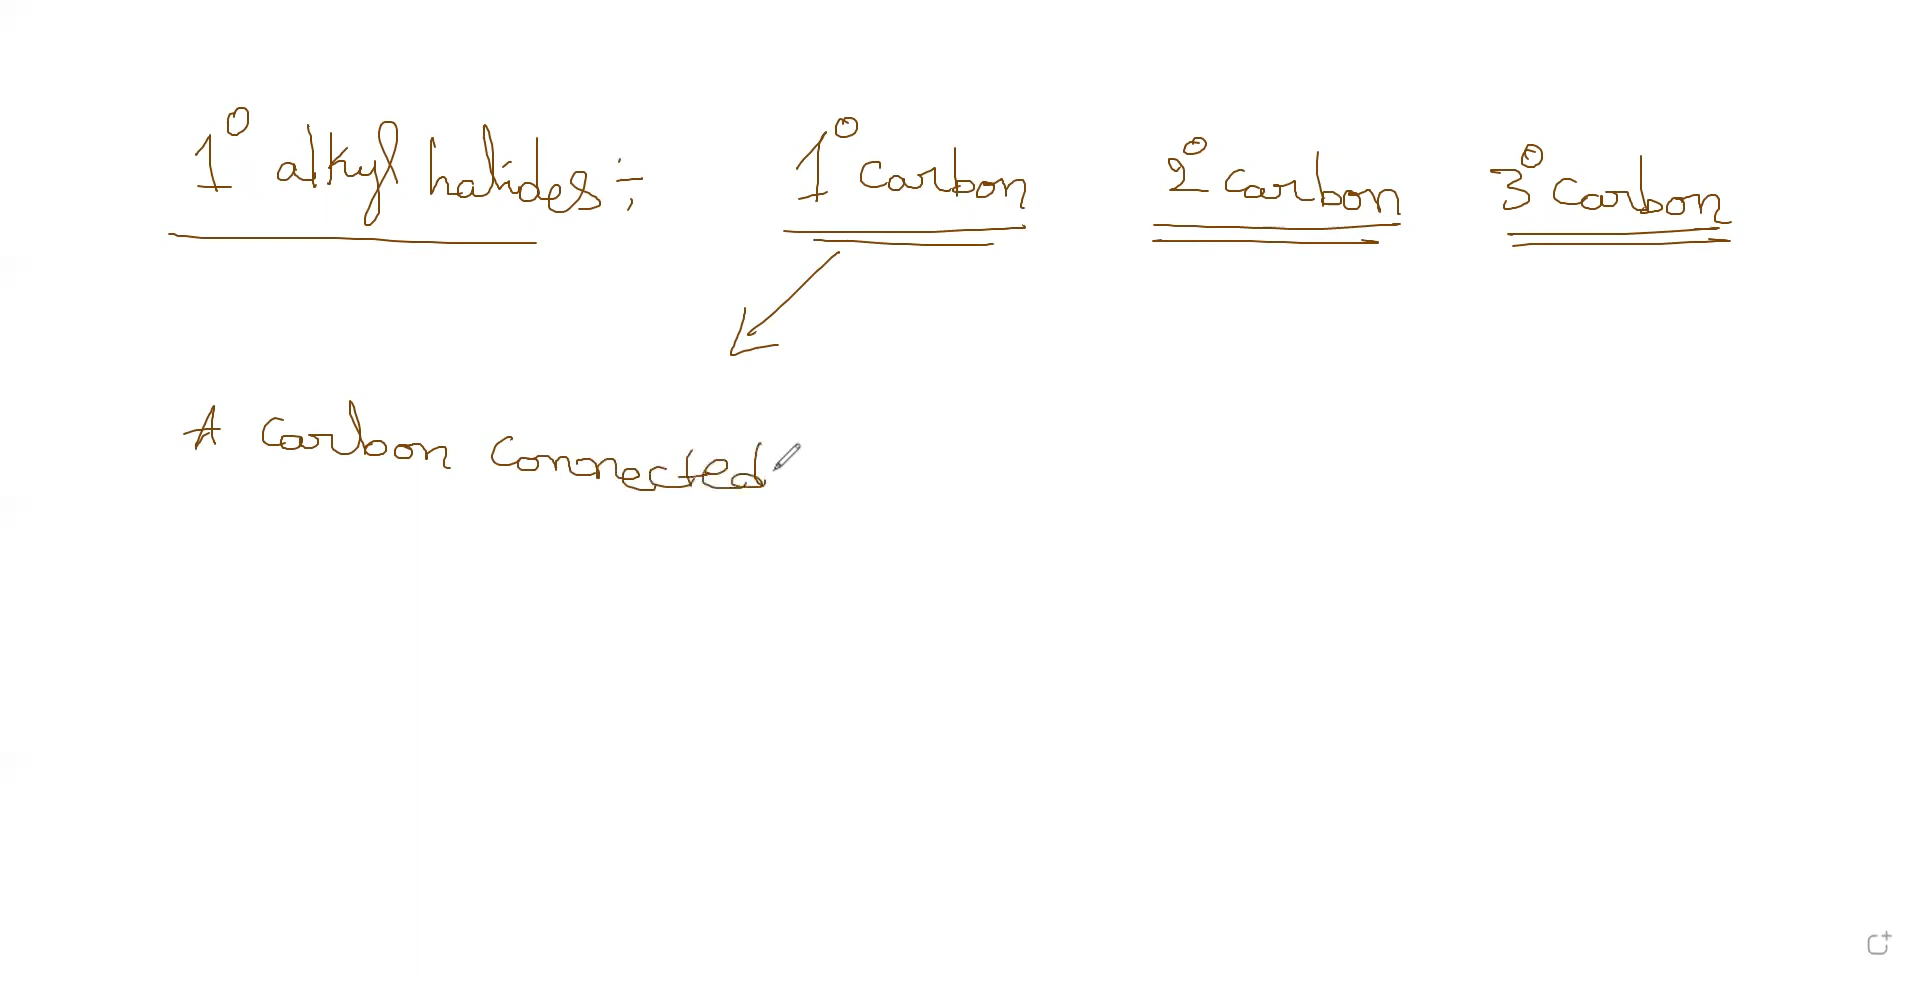 1° alkyl halides :- 1° carbon 2° carbon 3° carbon
A carbon connected